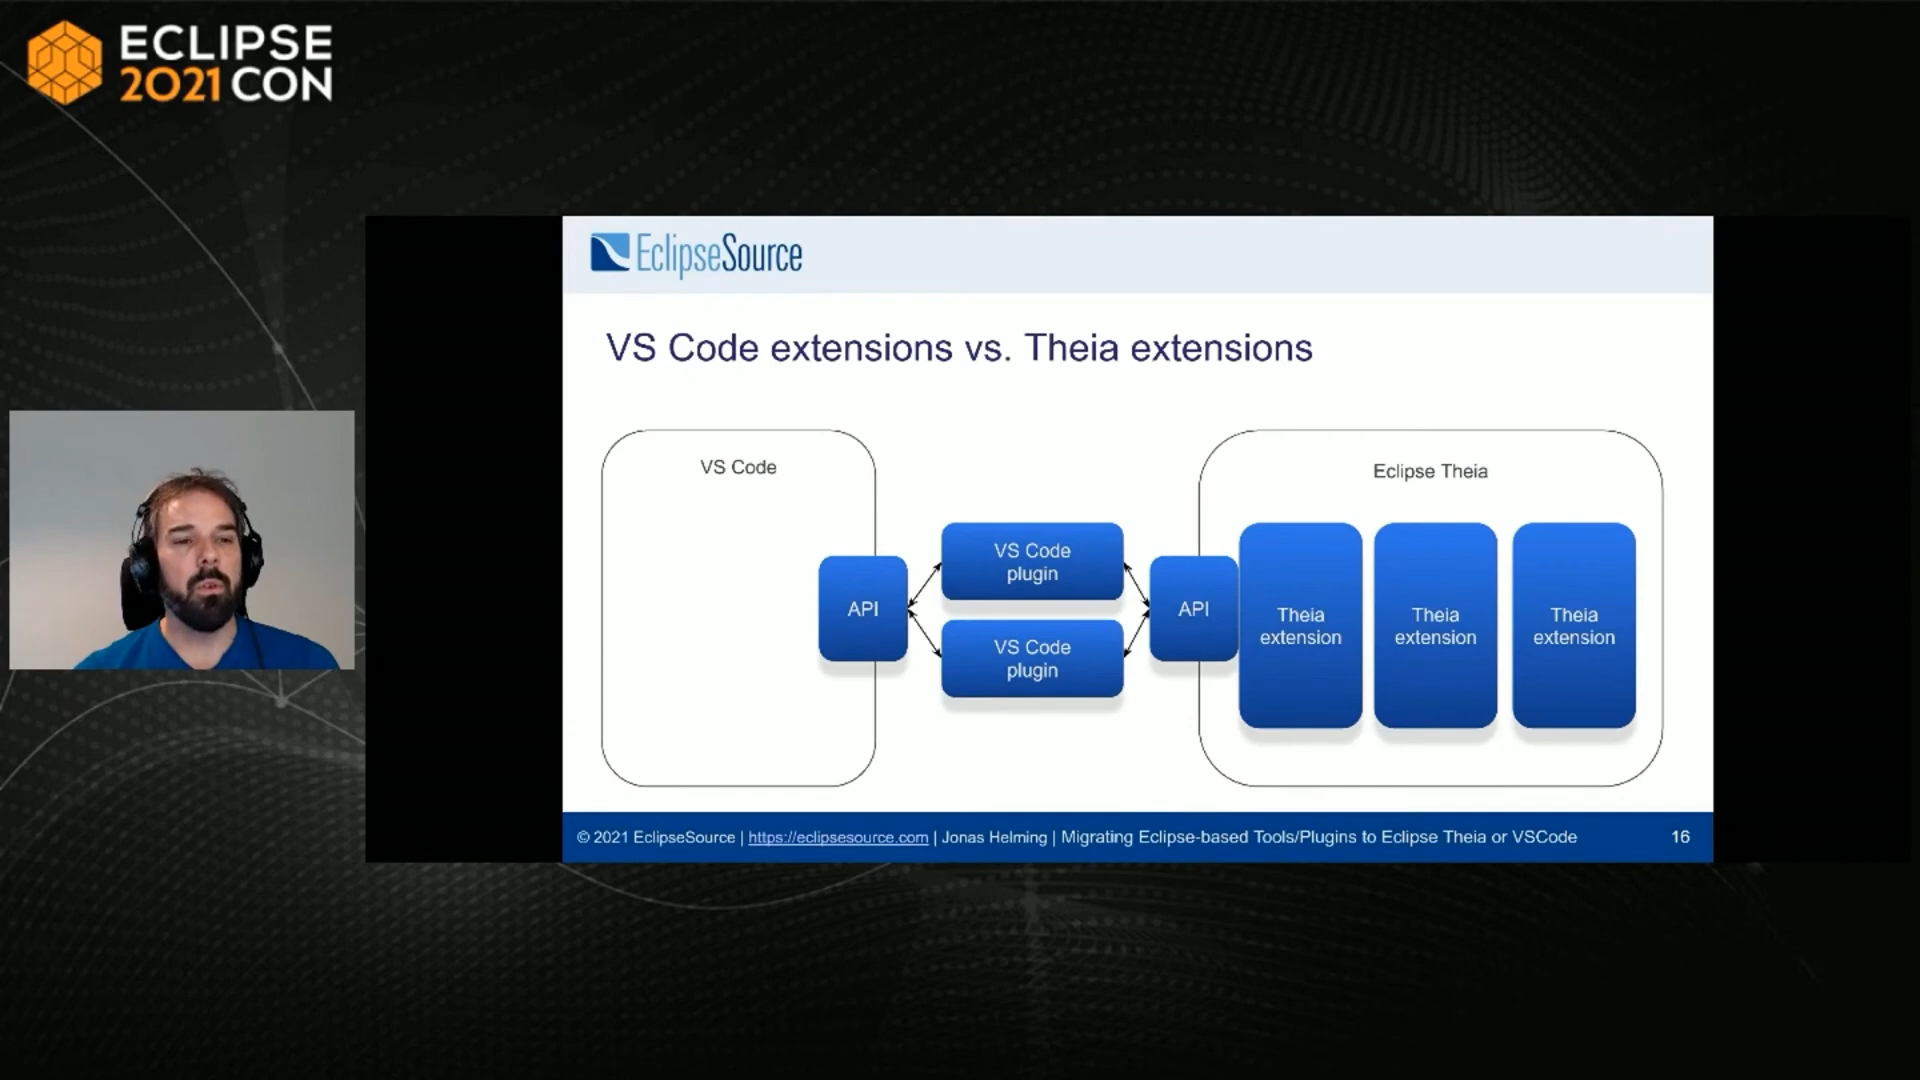 ECLIPSE
2021 CON
EclipseSource
VS Code extensions vs. Theia extensions
VS Code
Eclipse Theia
API
VS Code
plugin
VS Code
plugin
API
Theia
extension
Theia
extension
Theia
extension
© 2021 EclipseSource | https://eclipsesource.com | Jonas Helming | Migrating Eclipse-based Tools/Plugins to Eclipse Theia or VSCode
16